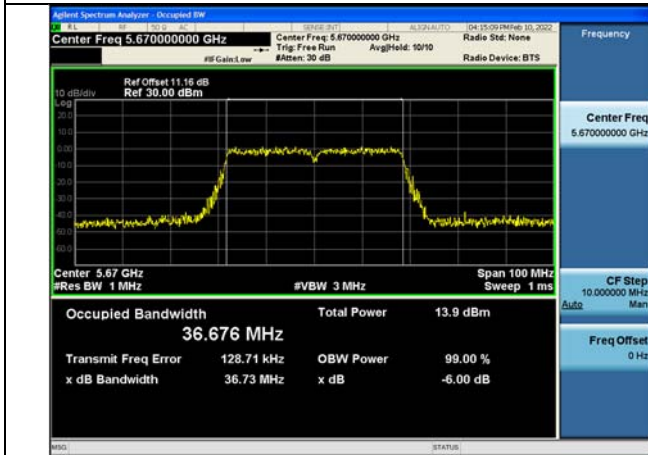 Agilent Spectrum Analyzer - Occupied BW
RL RF 50 Ω AC SENSE:INT ALIGNAUTO 04:15:09 PM Feb 10, 2022
Center Freq 5.670000000 GHz
Center Freq: 5.670000000 GHz
Radio Std: None
Trig: Free Run Avg|Hold: 10/10
#IFGain:Low #Atten: 30 dB Radio Device: BTS
Ref Offset 11.16 dB
10 dB/div Ref 30.00 dBm
Log
20.0
10.0
0.00
10.0
20.0
30.0
40.0
50.0
60.0
Center 5.67 GHz Span 100 MHz
#Res BW 1 MHz #VBW 3 MHz Sweep 1 ms
Occupied Bandwidth Total Power 13.9 dBm
36.676 MHz
Transmit Freq Error 128.71 kHz OBW Power 99.00 %
x dB Bandwidth 36.73 MHz x dB -6.00 dB
MSG STATUS
Frequency
Center Freq
5.670000000 GHz
CF Step
10.000000 MHz
Auto Man
Freq Offset
0 Hz